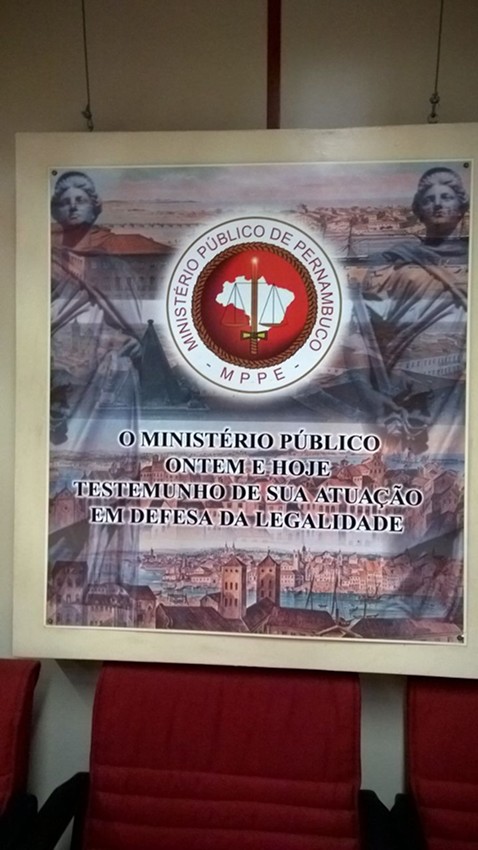 MINISTÉRIO PÚBLICO DE PERNAMBUCO
- MPPE -
O MINISTÉRIO PÚBLICO
ONTEM E HOJE
TESTEMUNHO DE SUA ATUAÇÃO
EM DEFESA DA LEGALIDADE